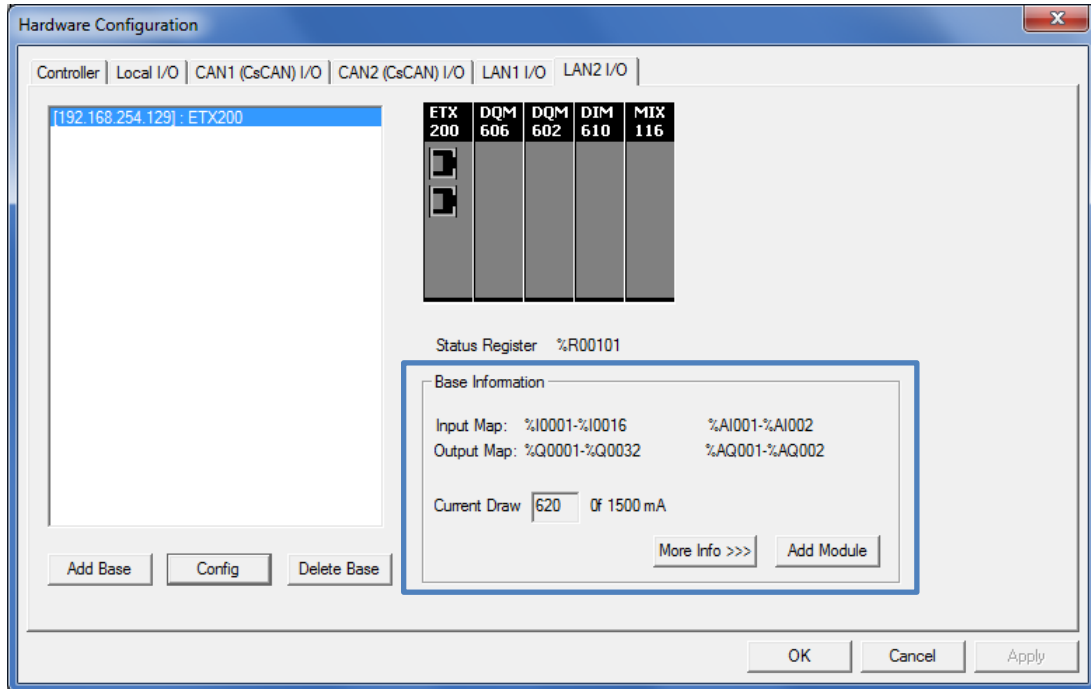 Hardware Configuration
Controller Local I/O CAN1 (CsCAN) I/O CAN2 (CsCAN) I/O LAN1 I/O LAN2 I/O
[192.168.254.129] : ETX200
ETX DQM DQM DIM MIX
200 606 602 610 116
Status Register %R00101
Base Information
Input Map: %I0001-%I0016 %AI001-%AI002
Output Map: %Q0001-%Q0032 %AQ001-%AQ002
Current Draw 620 0f 1500 mA
More Info >>> Add Module
Add Base Config Delete Base
OK Cancel Apply